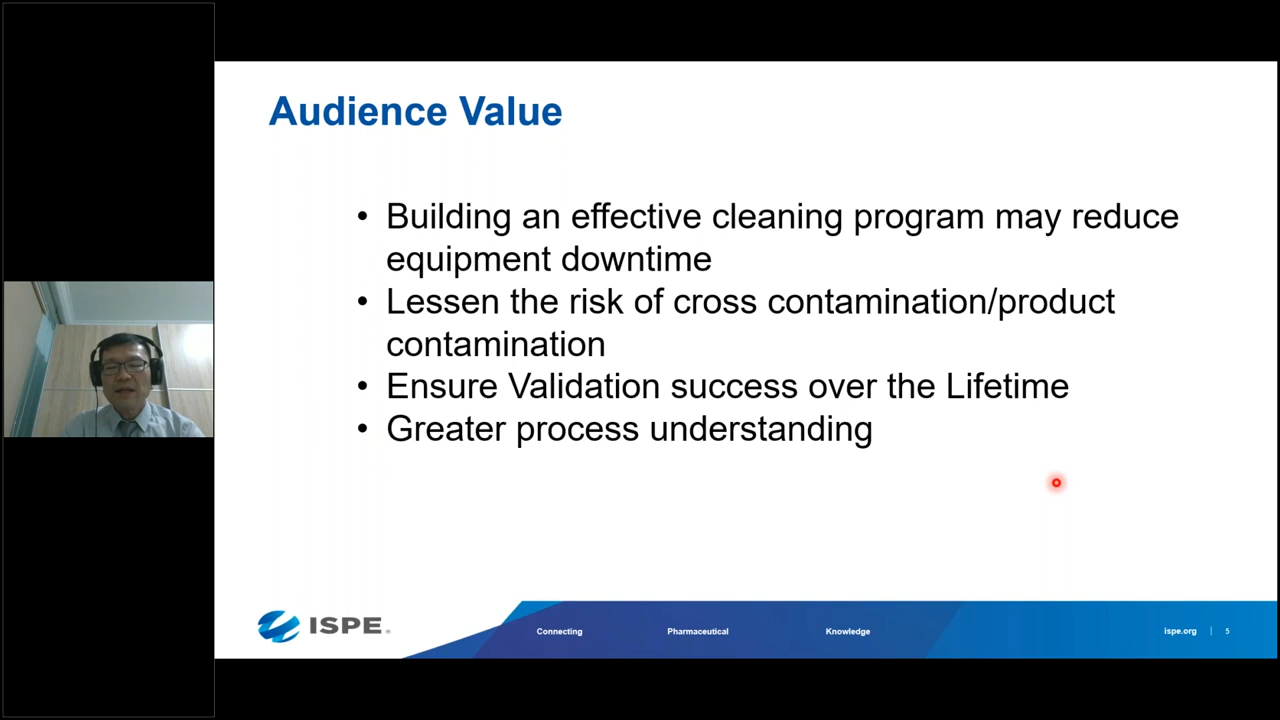 Audience Value
• Building an effective cleaning program may reduce
equipment downtime
• Lessen the risk of cross contamination/product
contamination
• Ensure Validation success over the Lifetime
• Greater process understanding
ISPE®
Connecting Pharmaceutical Knowledge
ispe.org | 5